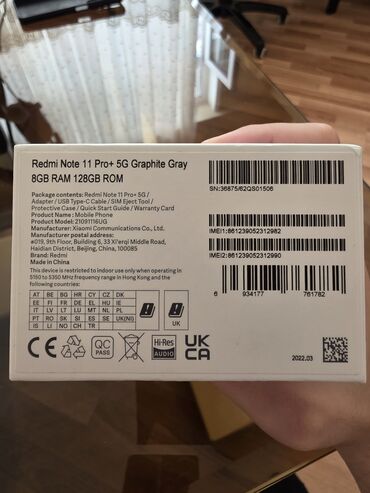 Redmi Note 11 Pro+ 5G Graphite Gray
8GB RAM 128GB ROM
Package contents: Redmi Note 11 Pro+ 5G /
Adapter / USB Type-C Cable / SIM Eject Tool /
Protective Case / Quick Start Guide / Warranty Card
Product Name: Mobile Phone
Product Model: 21091116UG
Manufacturer: Xiaomi Communications Co., Ltd.
Manufacturer postal address:
#019, 9th Floor, Building 6, 33 Xi'erqi Middle Road,
Haidian District, Beijing, China, 100085
Brand: Redmi
Made in China
This device is restricted to indoor use only when operating in
5150 to 5350 MHz frequency range in Hong Kong and the
following countries:
AT BE BG HR CY CZ DK
EE FI FR DE EL HU IE
IT LV LT LU MT NL PL
PT RO SK SI ES SE UK(NI)
IS LI NO CH TR
UK
SN:36875/62QS01506
IMEI1:861239052312982
IMEI2:861239052312990
6 934177 761782
CE
QC
PASS
Hi-Res
AUDIO
UK
CA
2022.03